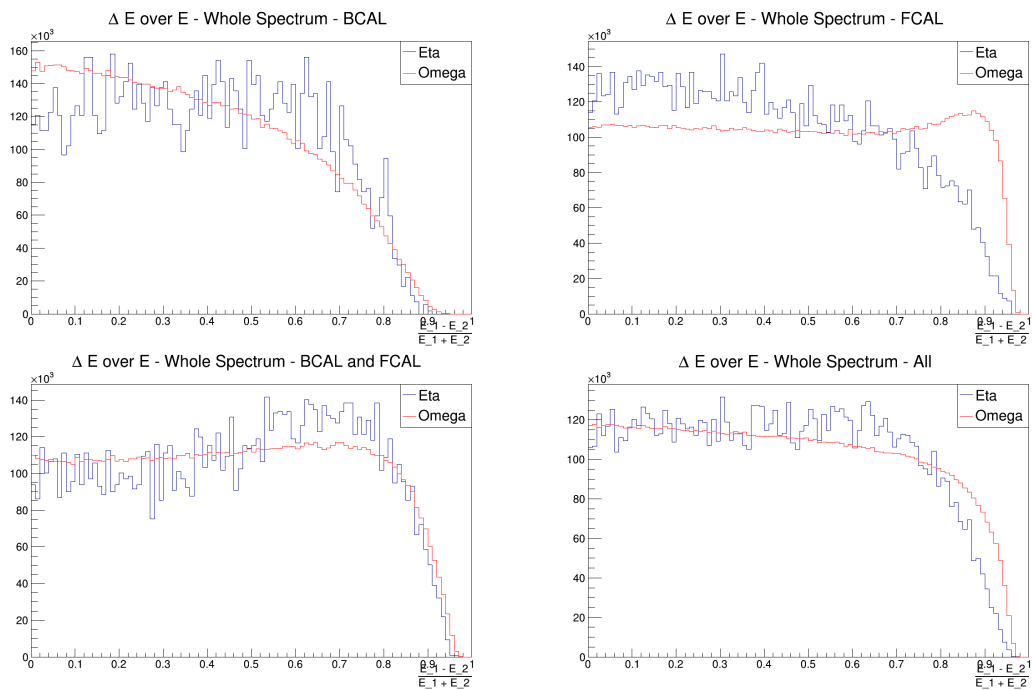 Δ E over E - Whole Spectrum - BCAL
×10³
Eta
Omega
160
140
120
100
80
60
40
20
0
0 0.1 0.2 0.3 0.4 0.5 0.6 0.7 0.8 0.9 1
E_1 - E_2
E_1 + E_2
Δ E over E - Whole Spectrum - FCAL
×10³
Eta
Omega
140
120
100
80
60
40
20
0
0 0.1 0.2 0.3 0.4 0.5 0.6 0.7 0.8 0.9 1
E_1 - E_2
E_1 + E_2
Δ E over E - Whole Spectrum - BCAL and FCAL
×10³
Eta
Omega
140
120
100
80
60
40
20
0
0 0.1 0.2 0.3 0.4 0.5 0.6 0.7 0.8 0.9 1
E_1 - E_2
E_1 + E_2
Δ E over E - Whole Spectrum - All
×10³
Eta
Omega
120
100
80
60
40
20
0
0 0.1 0.2 0.3 0.4 0.5 0.6 0.7 0.8 0.9 1
E_1 - E_2
E_1 + E_2